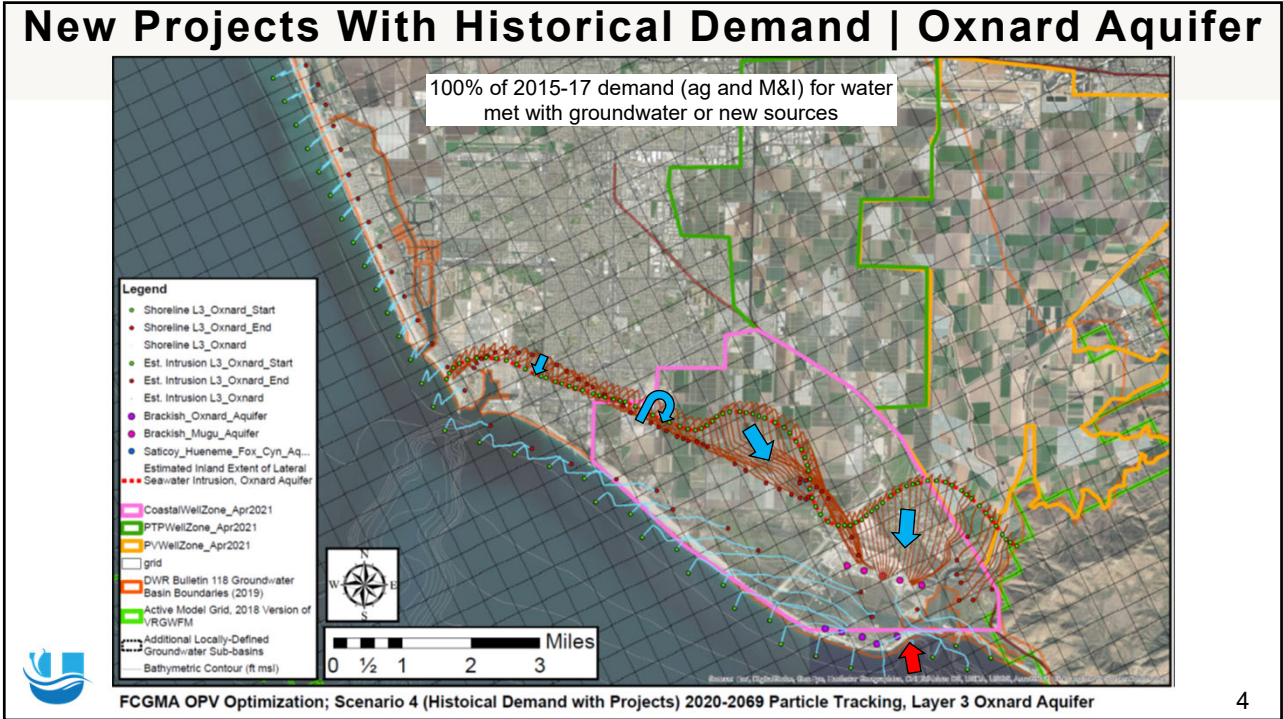 New Projects With Historical Demand | Oxnard Aquifer
100% of 2015-17 demand (ag and M&I) for water
met with groundwater or new sources
Legend
Shoreline L3_Oxnard_Start
Shoreline L3_Oxnard_End
Shoreline L3_Oxnard
Est. Intrusion L3_Oxnard_Start
Est. Intrusion L3_Oxnard_End
Est. Intrusion L3_Oxnard
Brackish_Oxnard_Aquifer
Brackish_Mugu_Aquifer
Saticoy_Hueneme_Fox_Cyn_Aq...
Estimated Inland Extent of Lateral
Seawater Intrusion, Oxnard Aquifer
CoastalWellZone_Apr2021
PTPWellZone_Apr2021
PVWellZone_Apr2021
grid
DWR Bulletin 118 Groundwater
Basin Boundaries (2019)
Active Model Grid, 2018 Version of
VRGWFM
Additional Locally-Defined
Groundwater Sub-basins
Bathymetric Contour (ft msl)
N
W E
S
Miles
0 ½ 1 2 3
FCGMA OPV Optimization; Scenario 4 (Histoical Demand with Projects) 2020-2069 Particle Tracking, Layer 3 Oxnard Aquifer
4